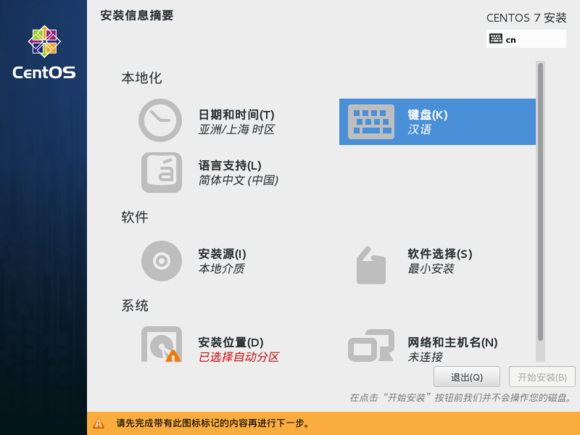 安装信息摘要
CENTOS 7 安装
cn
CentOS
本地化
日期和时间(T)
亚洲/上海 时区
键盘(K)
汉语
语言支持(L)
简体中文 (中国)
软件
安装源(I)
本地介质
软件选择(S)
最小安装
系统
安装位置(D)
已选择自动分区
网络和主机名(N)
未连接
退出(Q)
开始安装(B)
在点击“开始安装”按钮前我们并不会操作您的磁盘。
请先完成带有此图标标记的内容再进行下一步。